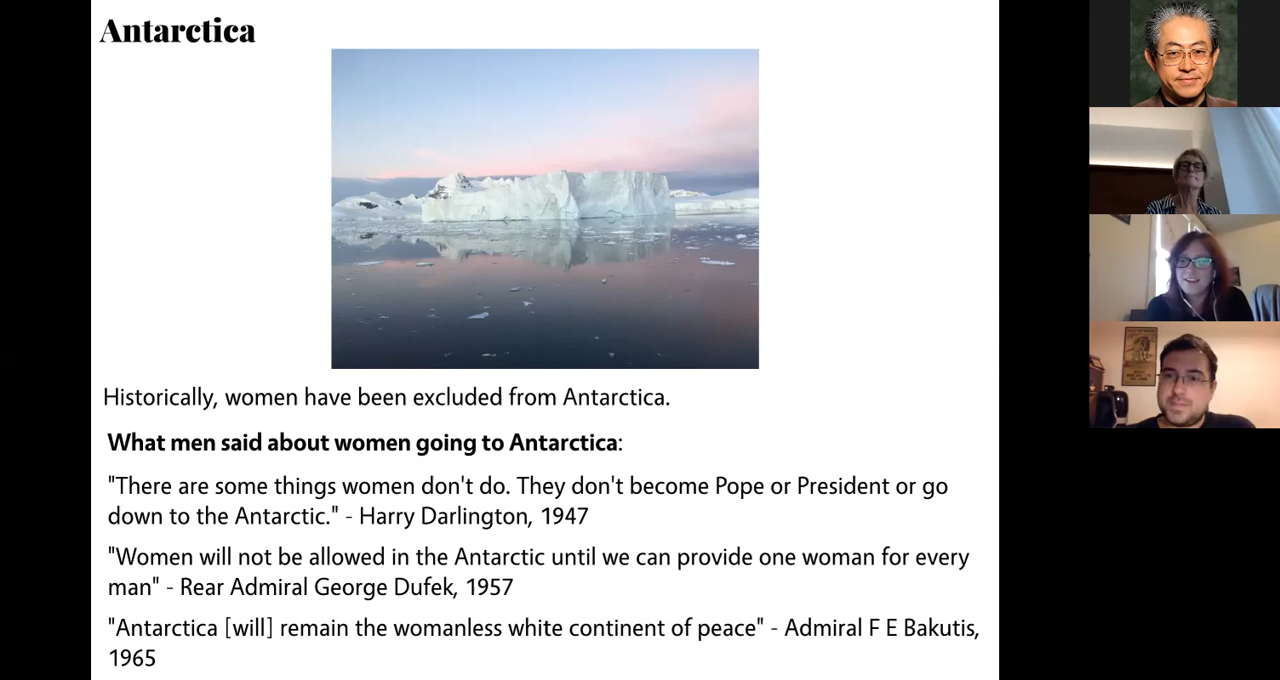 Antarctica
Historically, women have been excluded from Antarctica.
What men said about women going to Antarctica:
"There are some things women don't do. They don't become Pope or President or go
down to the Antarctic." - Harry Darlington, 1947
"Women will not be allowed in the Antarctic until we can provide one woman for every
man" - Rear Admiral George Dufek, 1957
"Antarctica [will] remain the womanless white continent of peace" - Admiral F E Bakutis,
1965